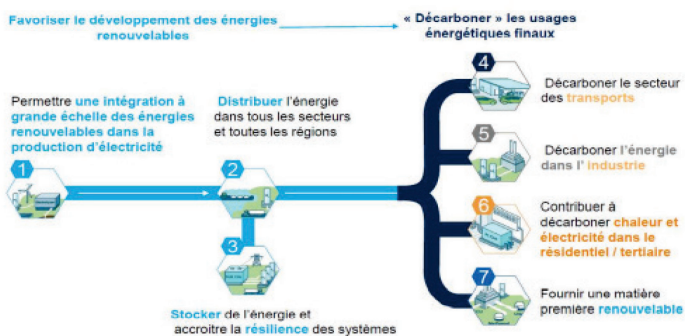 Favoriser le développement des énergies
renouvelables
« Décarboner » les usages
énergétiques finaux
Permettre une intégration à
grande échelle des énergies
renouvelables dans la
production d'électricité
1
Distribuer l'énergie
dans tous les secteurs
et toutes les régions
2
3
Stocker de l'énergie et
accroitre la résilience des systèmes
4
Décarboner le secteur
des transports
5
Décarboner l'énergie
dans l' industrie
6
Contribuer à
décarboner chaleur et
électricité dans le
résidentiel / tertiaire
7
Fournir une matière
première renouvelable